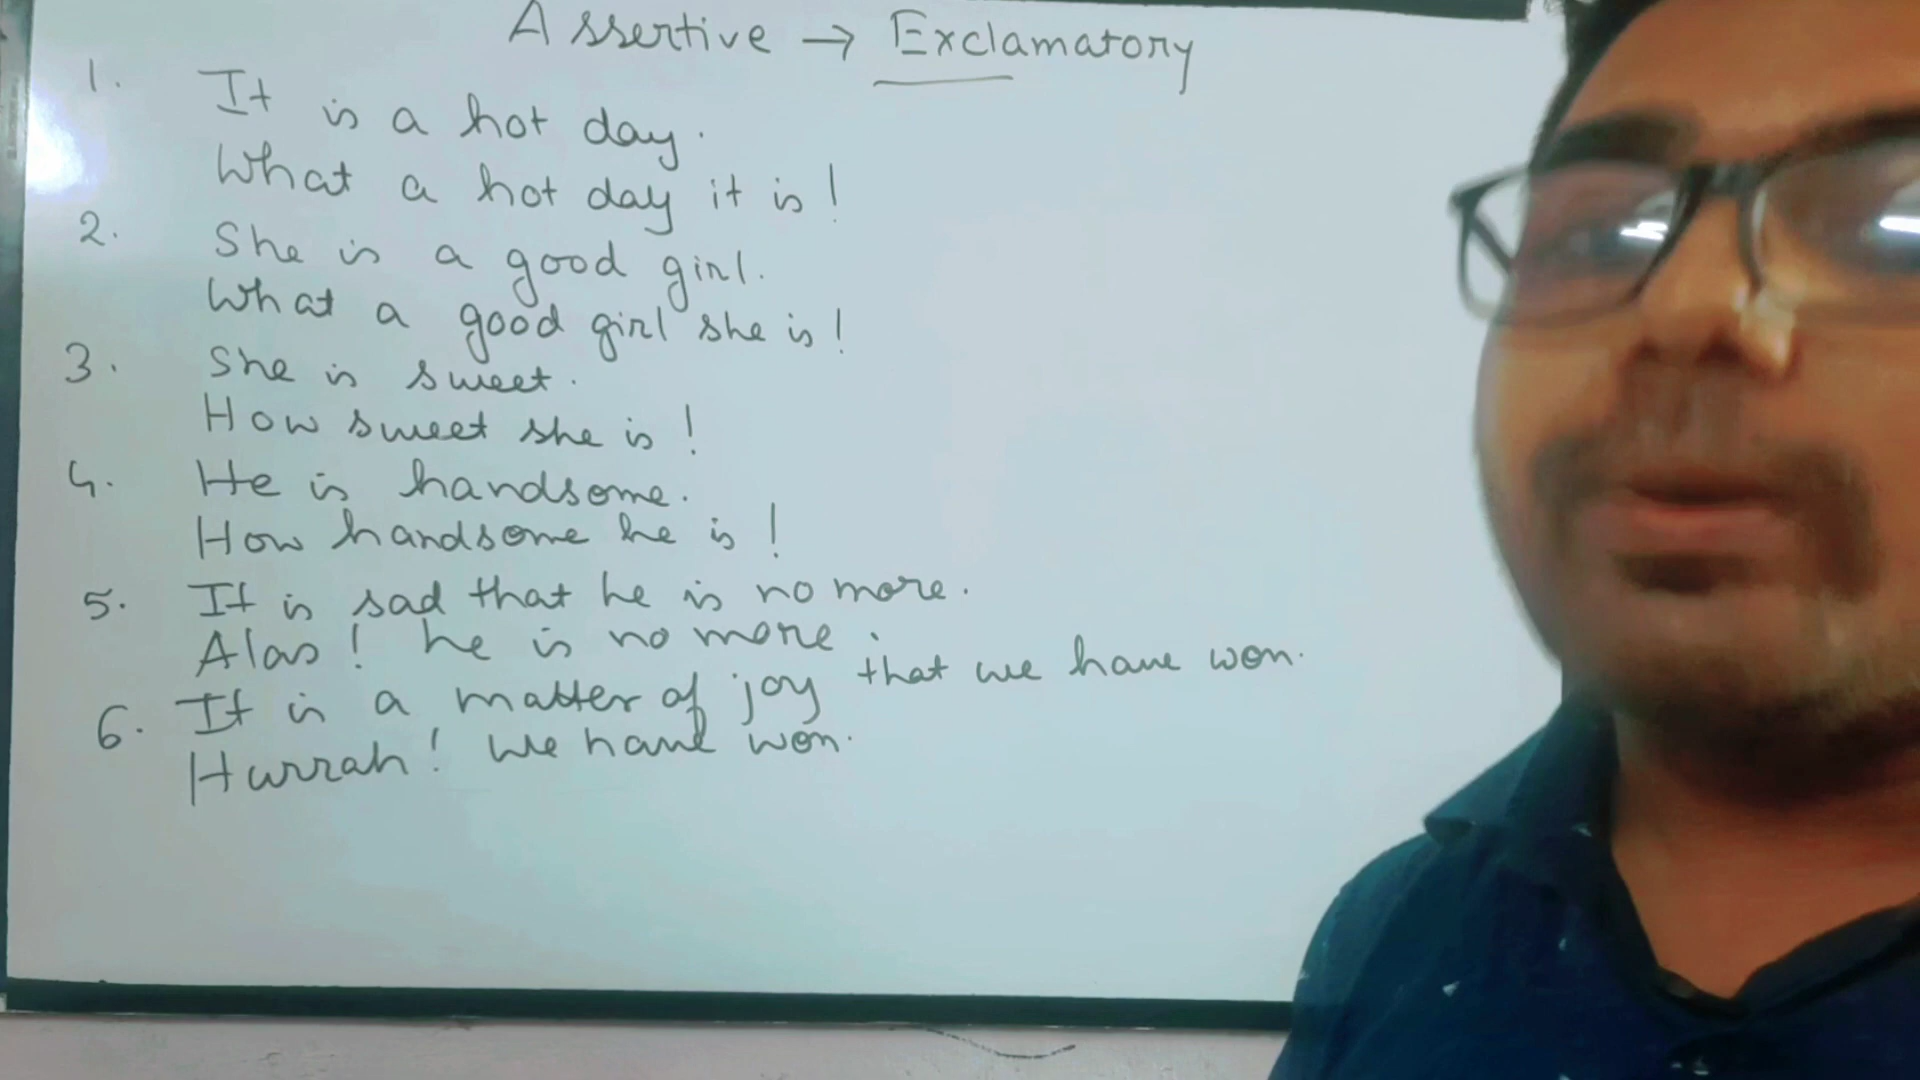 Assertive → Exclamatory
1. It is a hot day.
What a hot day it is!
2. She is a good girl.
What a good girl she is!
3. She is sweet.
How sweet she is!
4. He is handsome.
How handsome he is!
5. It is sad that he is no more.
Alas! he is no more.
6. It is a matter of joy that we have won.
Hurrah! We have won.